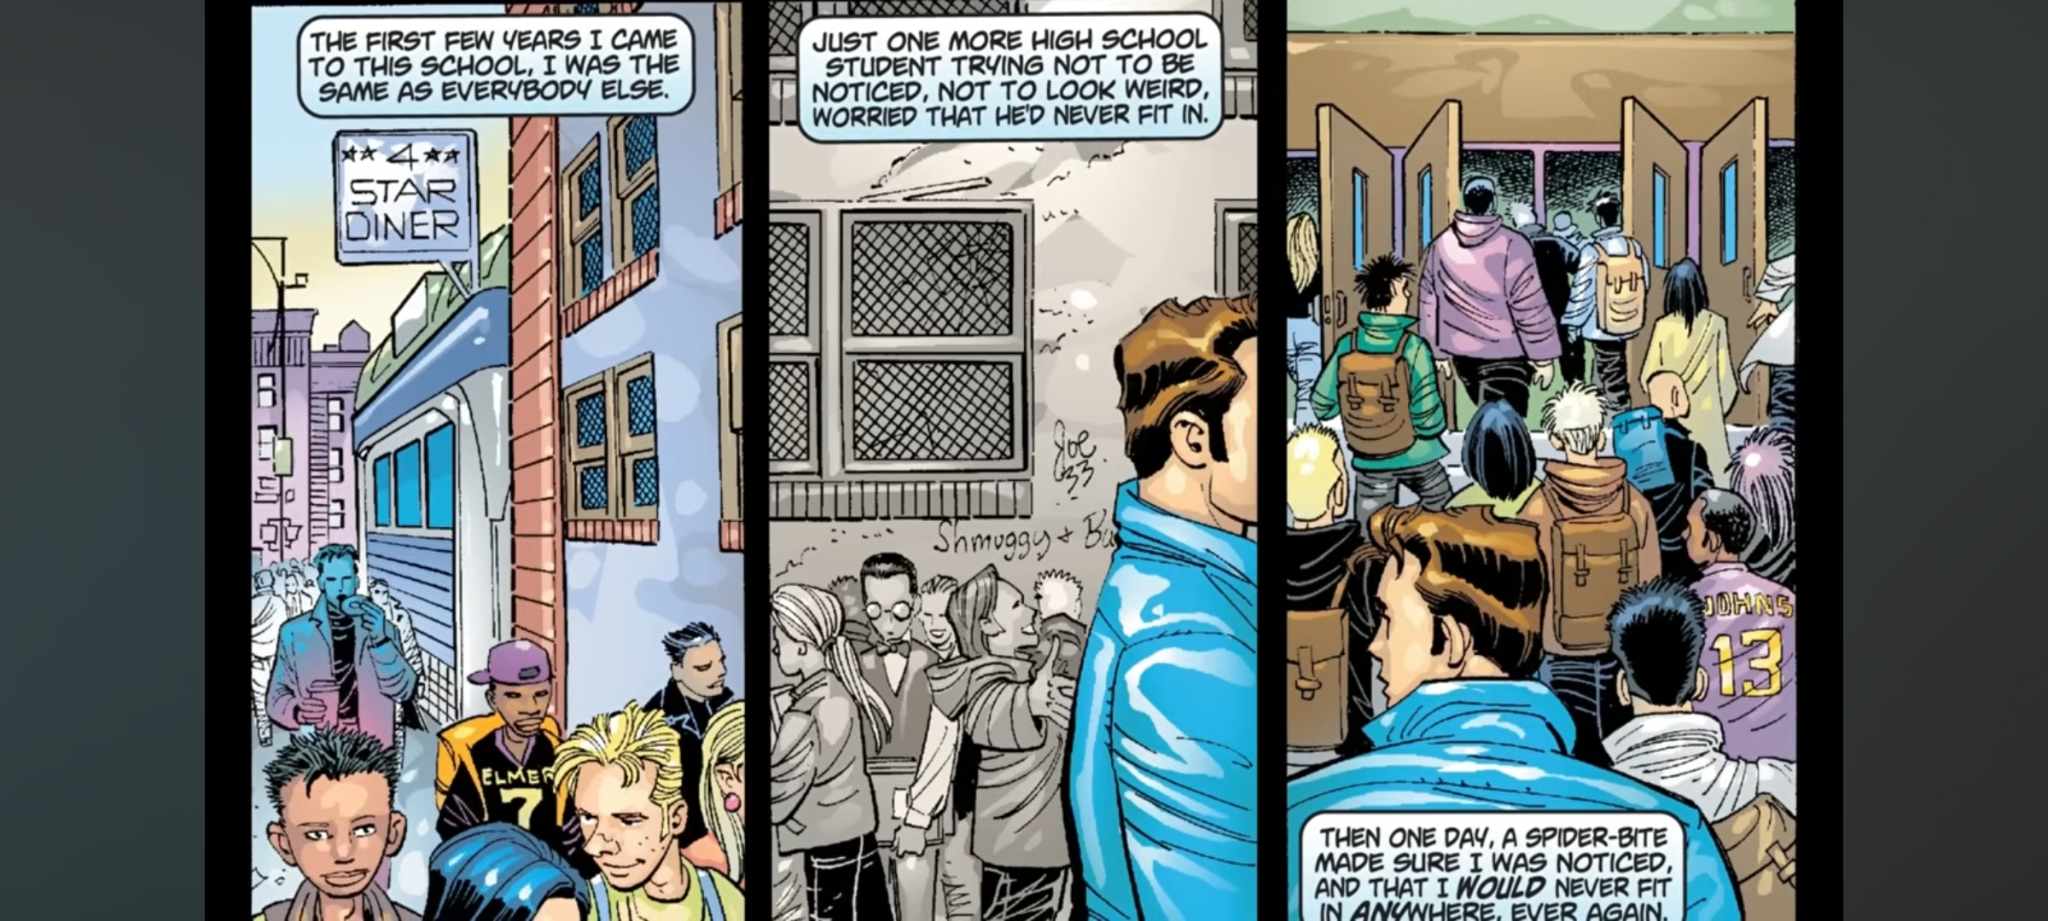 THE FIRST FEW YEARS I CAME
TO THIS SCHOOL, I WAS THE
SAME AS EVERYBODY ELSE.
** 4 **
STAR
DINER
ELMER
7
JUST ONE MORE HIGH SCHOOL
STUDENT TRYING NOT TO BE
NOTICED, NOT TO LOOK WEIRD,
WORRIED THAT HE'D NEVER FIT IN.
Joe
33
Shmuggy + Bu
JOHNS
13
THEN ONE DAY, A SPIDER-BITE
MADE SURE I WAS NOTICED,
AND THAT I WOULD NEVER FIT
IN ANYWHERE, EVER AGAIN.